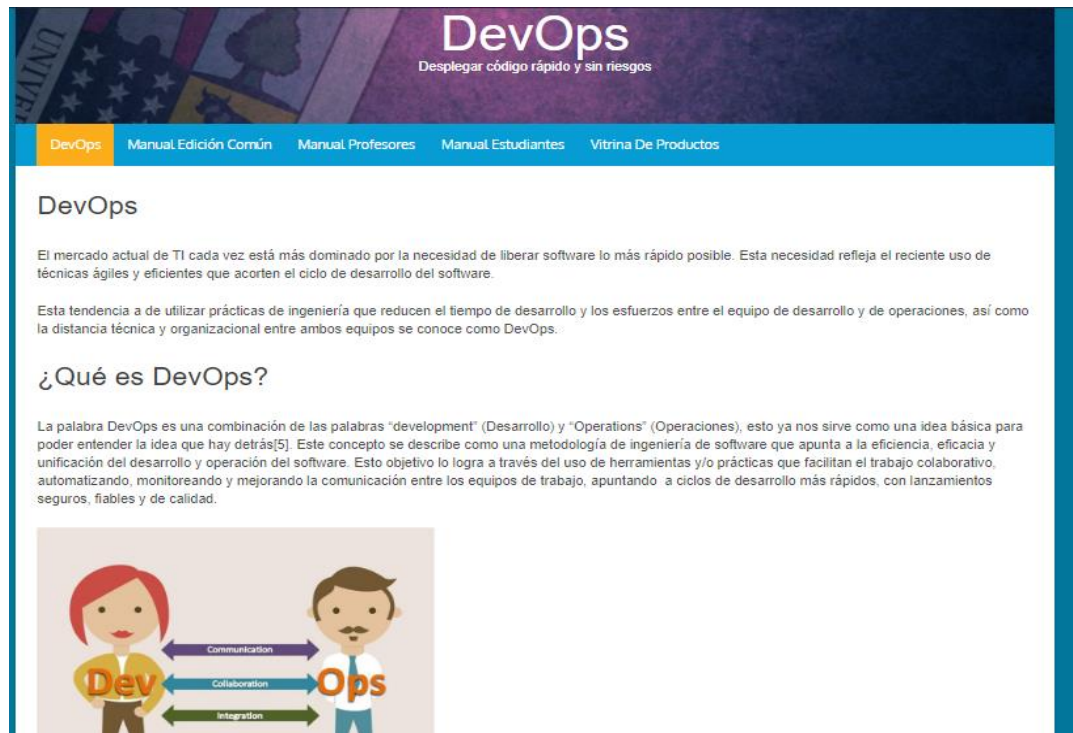 UNIVE
DevOps
Desplegar código rápido y sin riesgos
DevOps Manual Edición Común Manual Profesores Manual Estudiantes Vitrina De Productos
DevOps
El mercado actual de TI cada vez está más dominado por la necesidad de liberar software lo más rápido posible. Esta necesidad refleja el reciente uso de
técnicas ágiles y eficientes que acorten el ciclo de desarrollo del software.
Esta tendencia a de utilizar prácticas de ingeniería que reducen el tiempo de desarrollo y los esfuerzos entre el equipo de desarrollo y de operaciones, así como
la distancia técnica y organizacional entre ambos equipos se conoce como DevOps.
¿Qué es DevOps?
La palabra DevOps es una combinación de las palabras “development” (Desarrollo) y “Operations” (Operaciones), esto ya nos sirve como una idea básica para
poder entender la idea que hay detrás[5]. Este concepto se describe como una metodología de ingeniería de software que apunta a la eficiencia, eficacia y
unificación del desarrollo y operación del software. Esto objetivo lo logra a través del uso de herramientas y/o prácticas que facilitan el trabajo colaborativo,
automatizando, monitoreando y mejorando la comunicación entre los equipos de trabajo, apuntando a ciclos de desarrollo más rápidos, con lanzamientos
seguros, fiables y de calidad.
Communication
Dev Collaboration Ops
Integration